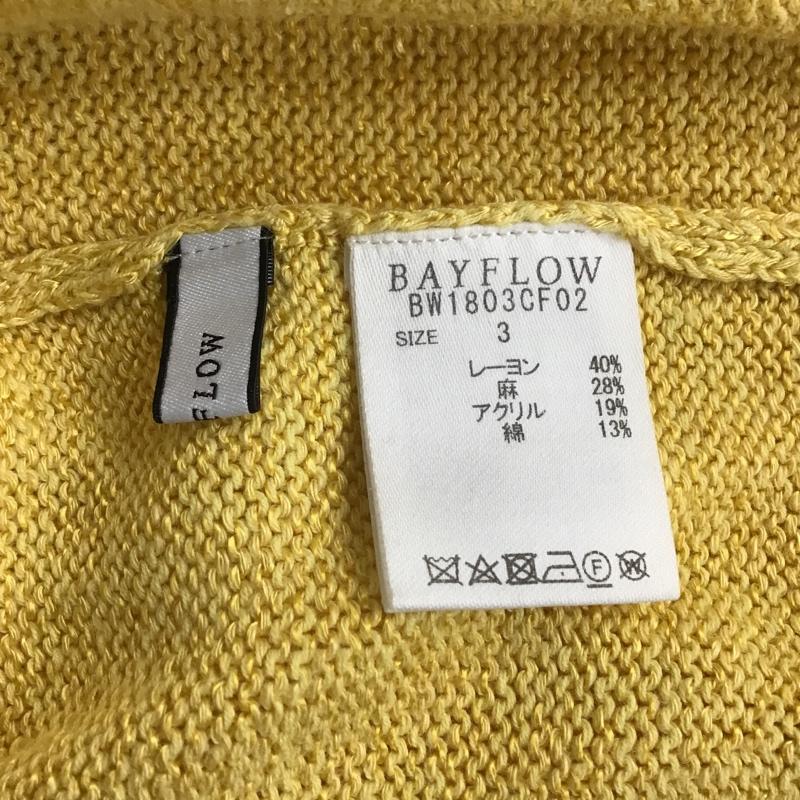 FLOW
BAYFLOW
BW1803CF02
SIZE 3
レーヨン 40%
麻 28%
アクリル 19%
綿 13%
F W